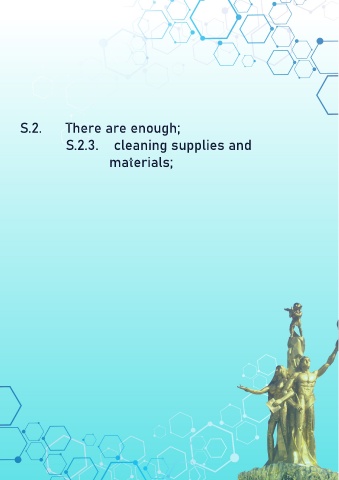 S.2. There are enough;
S.2.3. cleaning supplies and
materials;